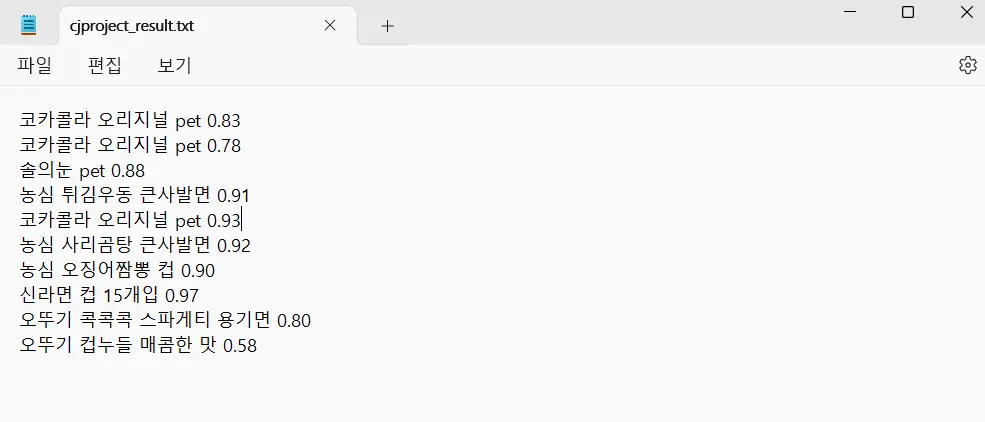 cjproject_result.txt
파일 편집 보기
코카콜라 오리지널 pet 0.83
코카콜라 오리지널 pet 0.78
솔의눈 pet 0.88
농심 튀김우동 큰사발면 0.91
코카콜라 오리지널 pet 0.93
농심 사리곰탕 큰사발면 0.92
농심 오징어짬뽕 컵 0.90
신라면 컵 15개입 0.97
오뚜기 콕콕콕 스파게티 용기면 0.80
오뚜기 컵누들 매콤한 맛 0.58